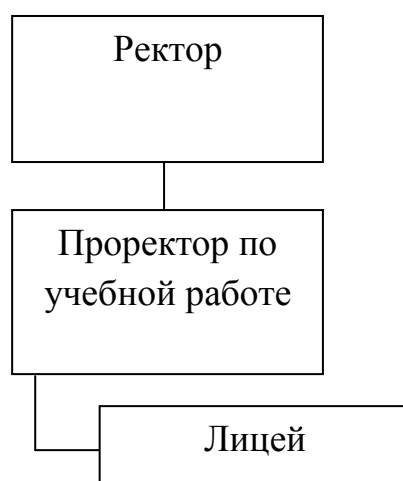 Ректор
Проректор по
учебной работе
Лицей